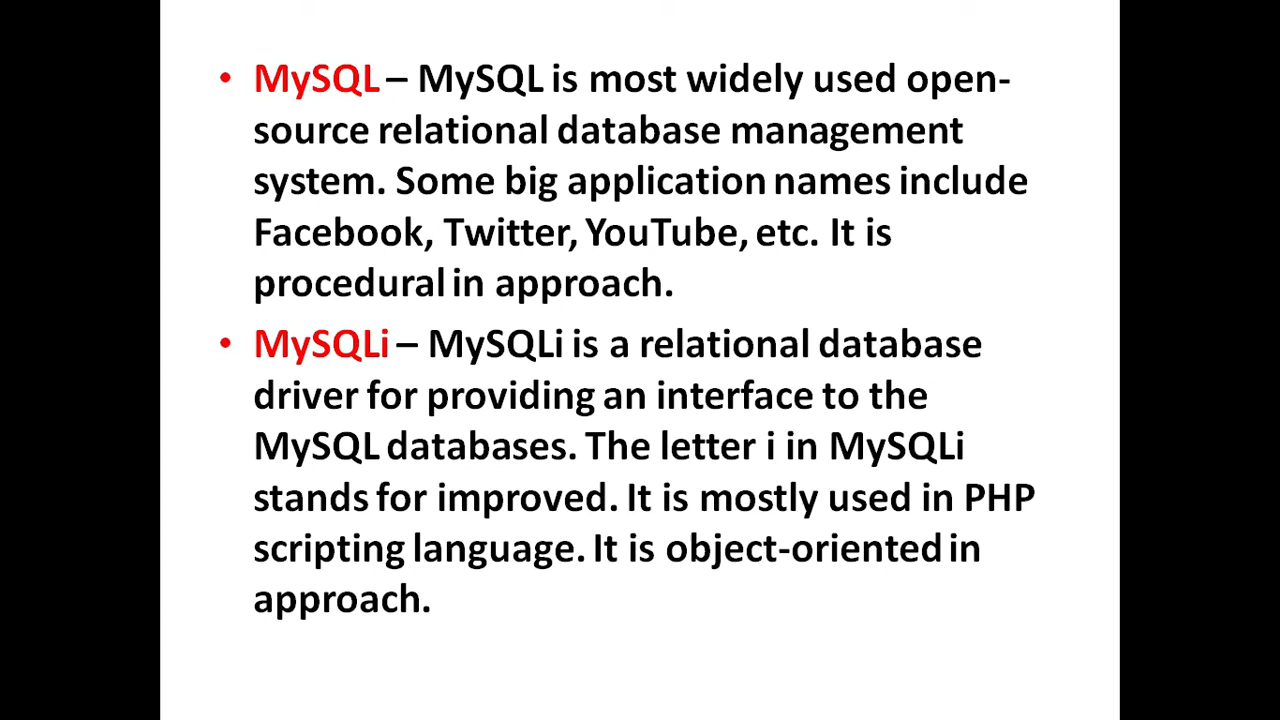 • MySQL – MySQL is most widely used open-
source relational database management
system. Some big application names include
Facebook, Twitter, YouTube, etc. It is
procedural in approach.
• MySQLi – MySQLi is a relational database
driver for providing an interface to the
MySQL databases. The letter i in MySQLi
stands for improved. It is mostly used in PHP
scripting language. It is object-oriented in
approach.